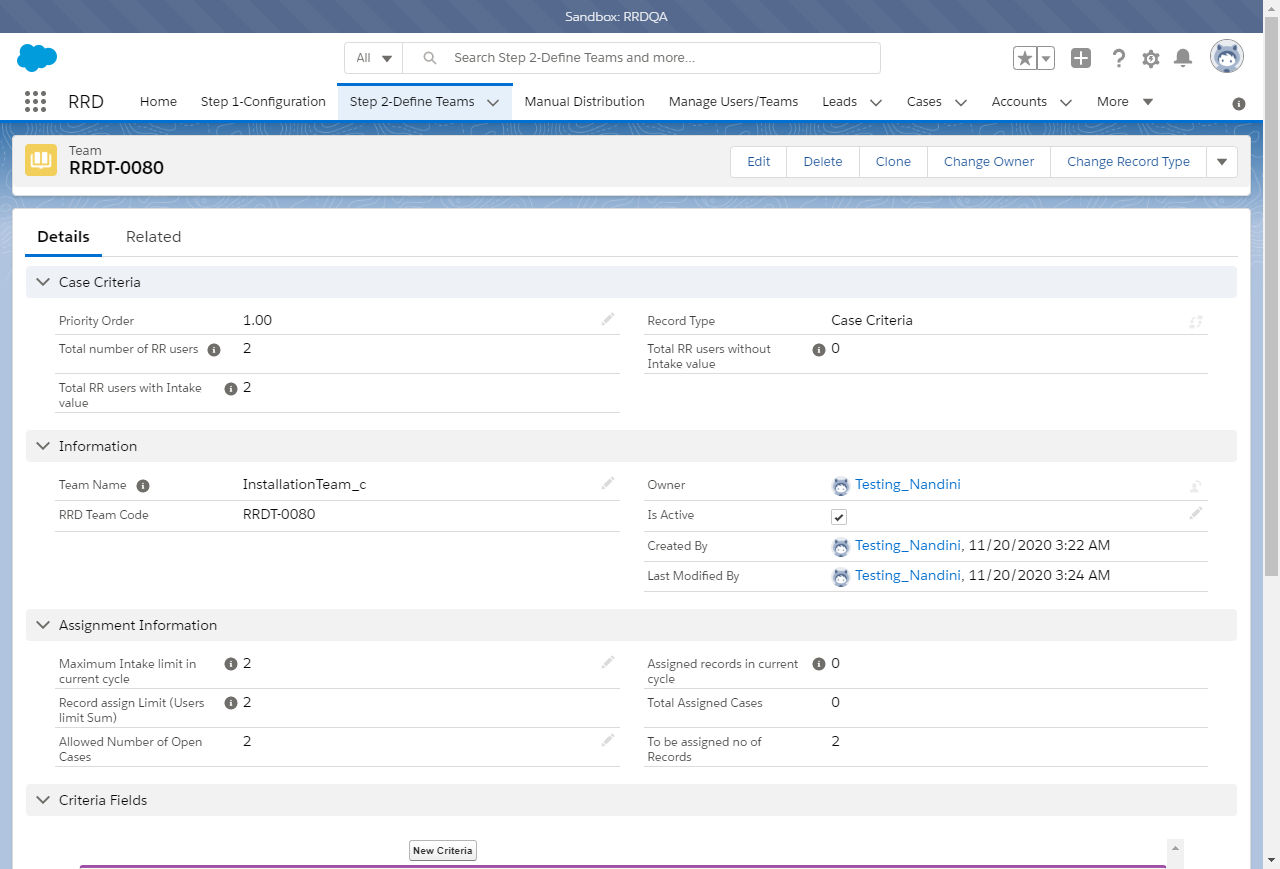 Sandbox: RRDQA
All
Search Step 2-Define Teams and more...
RRD
Home
Step 1-Configuration
Step 2-Define Teams
Manual Distribution
Manage Users/Teams
Leads
Cases
Accounts
More
Team
RRDT-0080
Edit
Delete
Clone
Change Owner
Change Record Type
Details
Related
Case Criteria
Priority Order
1.00
Record Type
Case Criteria
Total number of RR users
2
Total RR users without
Intake value
0
Total RR users with Intake
value
2
Information
Team Name
InstallationTeam_c
Owner
Testing_Nandini
RRD Team Code
RRDT-0080
Is Active
Created By
Testing_Nandini, 11/20/2020 3:22 AM
Last Modified By
Testing_Nandini, 11/20/2020 3:24 AM
Assignment Information
Maximum Intake limit in
current cycle
2
Assigned records in current
cycle
0
Record assign Limit (Users
limit Sum)
2
Total Assigned Cases
0
Allowed Number of Open
Cases
2
To be assigned no of
Records
2
Criteria Fields
New Criteria